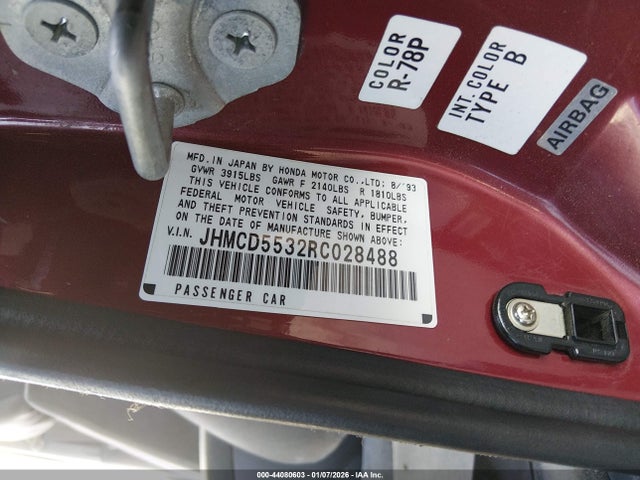 COLOR
R-78P
INT. COLOR
TYPE B
AIRBAG
MFD. IN JAPAN BY HONDA MOTOR CO.,LTD: 8/'93
GVWR 3915LBS GAWR F 2140LBS R 1810LBS
THIS VEHICLE CONFORMS TO ALL APPLICABLE
FEDERAL MOTOR VEHICLE SAFETY, BUMPER,
AND THEFT PREVENTION STANDARDS IN EFFECT
ON THE DATE OF MANUFACTURE SHOWN ABOVE:
V.I.N. JHMCD5532RC028488
PASSENGER CAR
000-44080603 - 01/07/2026 - IAAI.com